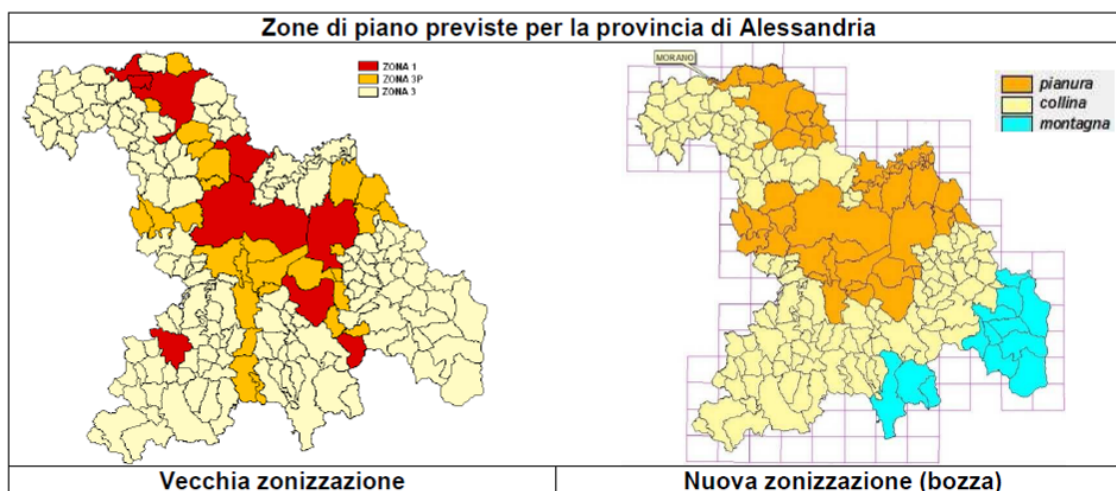 Zone di piano previste per la provincia di Alessandria
ZONA 1
ZONA 3P
ZONA 3
MORANO
pianura
collina
montagna
Vecchia zonizzazione
Nuova zonizzazione (bozza)